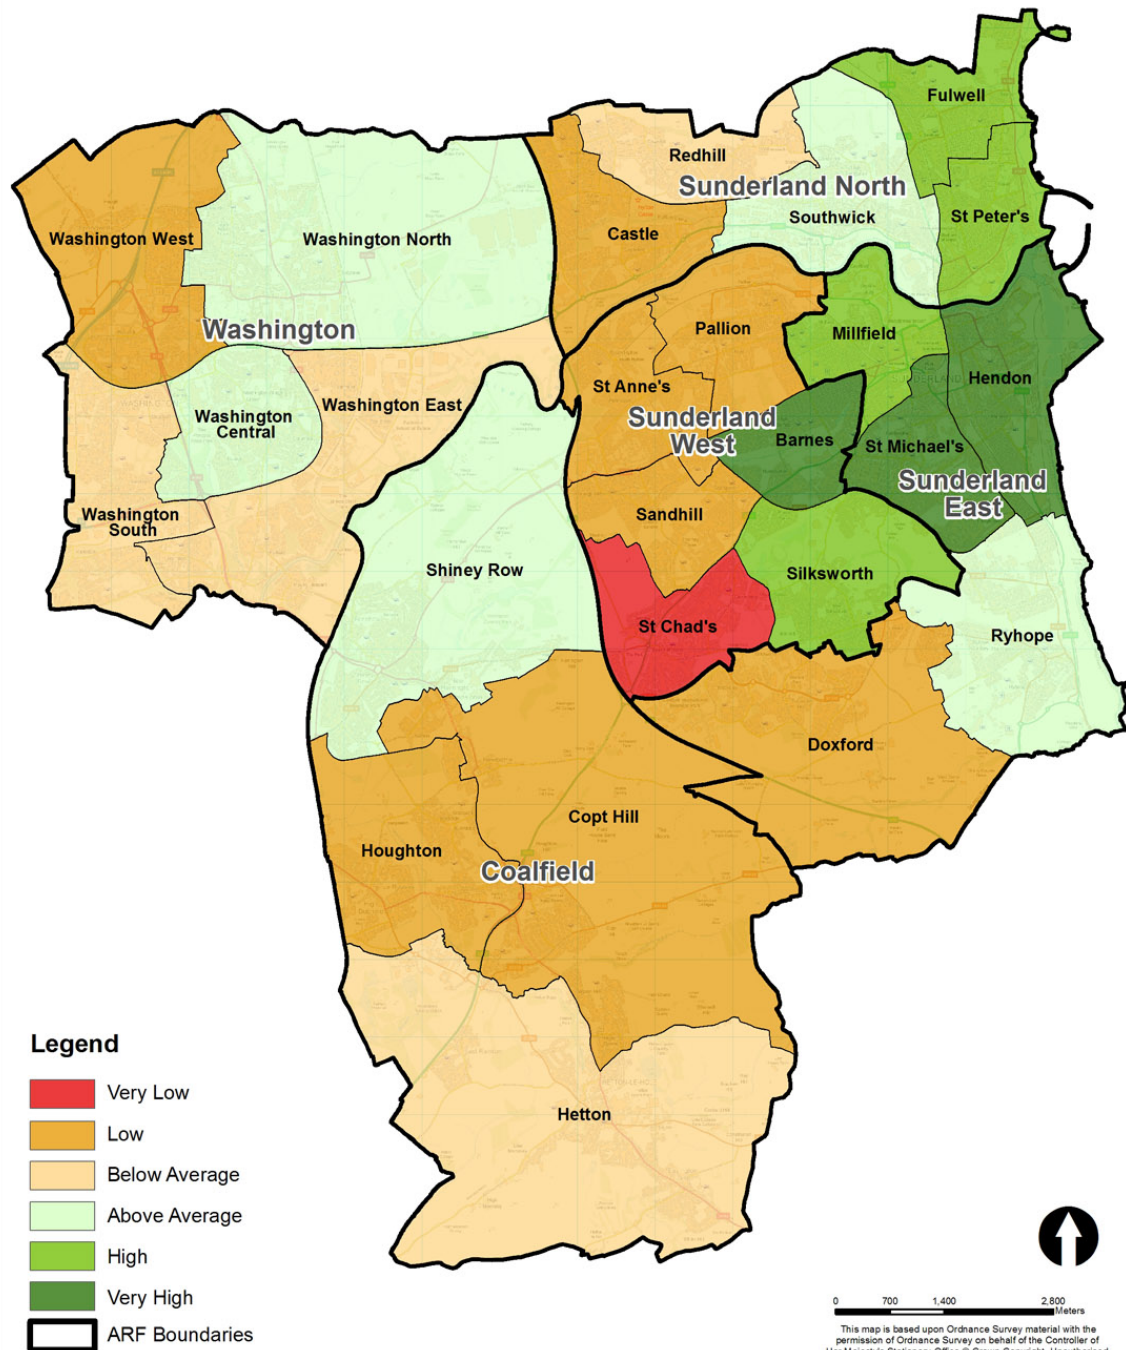 Fulwell
Redhill
Sunderland North
Southwick
St Peter's
Washington West
Washington North
Castle
Washington
Pallion
Millfield
Hendon
St Anne's
Washington
Central
Washington East
Sunderland
West
Barnes
St Michael's
Sunderland
East
Washington
South
Sandhill
Shiney Row
Silksworth
St Chad's
Ryhope
Doxford
Copt Hill
Houghton
Coalfield
Hetton
Legend
Very Low
Low
Below Average
Above Average
High
Very High
ARF Boundaries
0 700 1,400 2,800
Meters
This map is based upon Ordnance Survey material with the
permission of Ordnance Survey on behalf of the Controller of